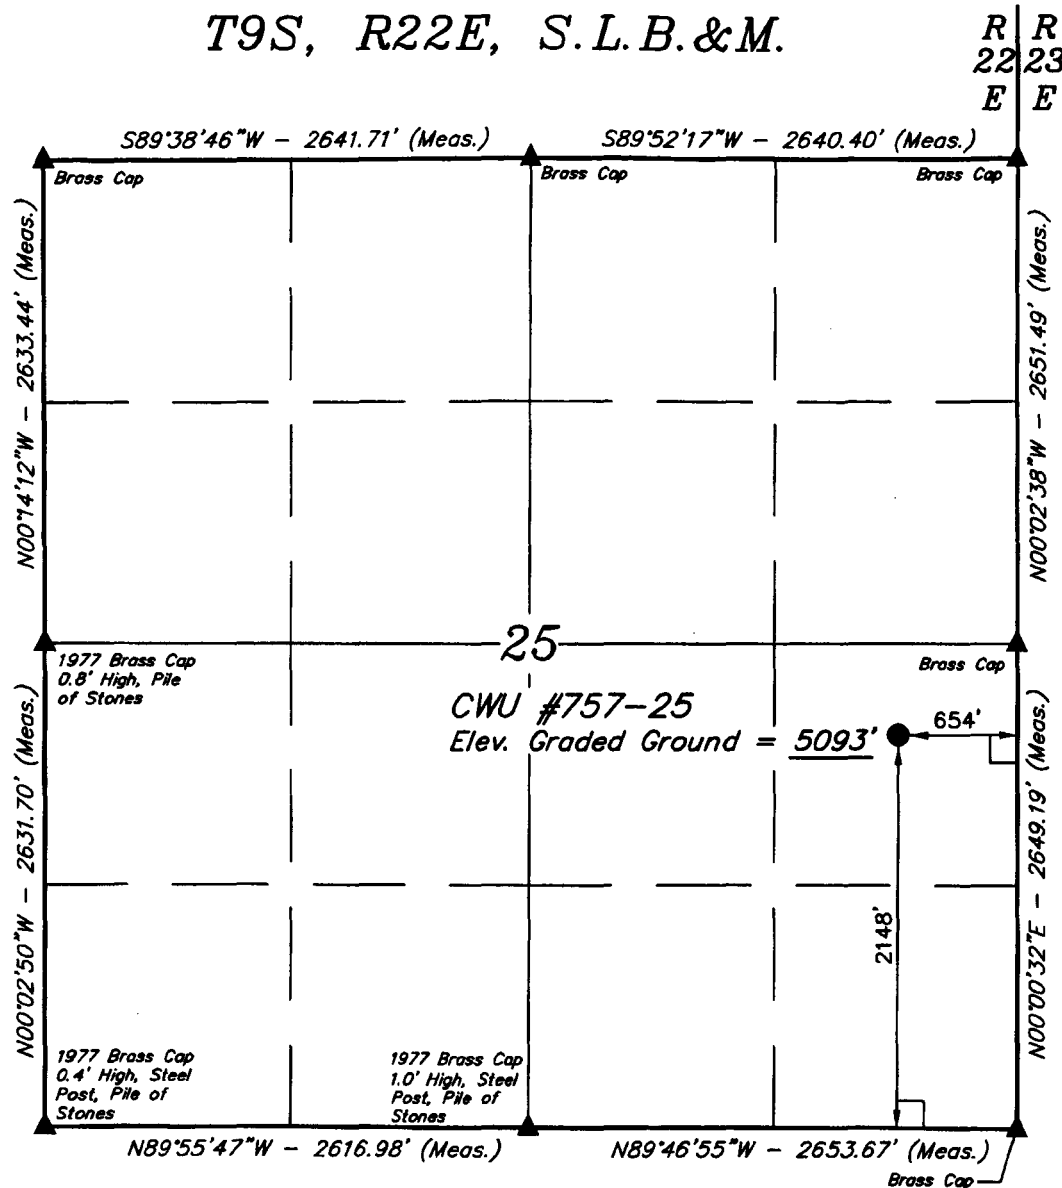 T9S, R22E, S.L.B.&M.
R R
22 23
E E
S89°38'46"W - 2641.71' (Meas.)
S89°52'17"W - 2640.40' (Meas.)
Brass Cap
Brass Cap
Brass Cap
N00°14'12"W - 2633.44' (Meas.)
N00°02'38"W - 2651.49' (Meas.)
25
1977 Brass Cap
0.8' High, Pile
of Stones
Brass Cap
CWU #757-25
Elev. Graded Ground = 5093'
654'
N00°02'50"W - 2631.70' (Meas.)
2148'
N00°00'32"E - 2649.19' (Meas.)
1977 Brass Cap
0.4' High, Steel
Post, Pile of
Stones
1977 Brass Cap
1.0' High, Steel
Post, Pile of
Stones
N89°55'47"W - 2616.98' (Meas.)
N89°46'55"W - 2653.67' (Meas.)
Brass Cap